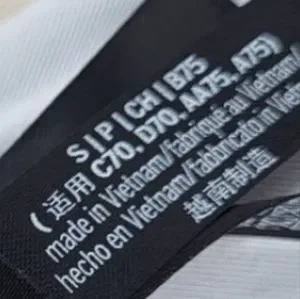 S I P I CH I B75
(适用 C70, D70, AA75, A75)
made in Vietnam/fabriqué au Vietnam/
hecho en Vietnam/fabbricato in Vietnam/
越南制造